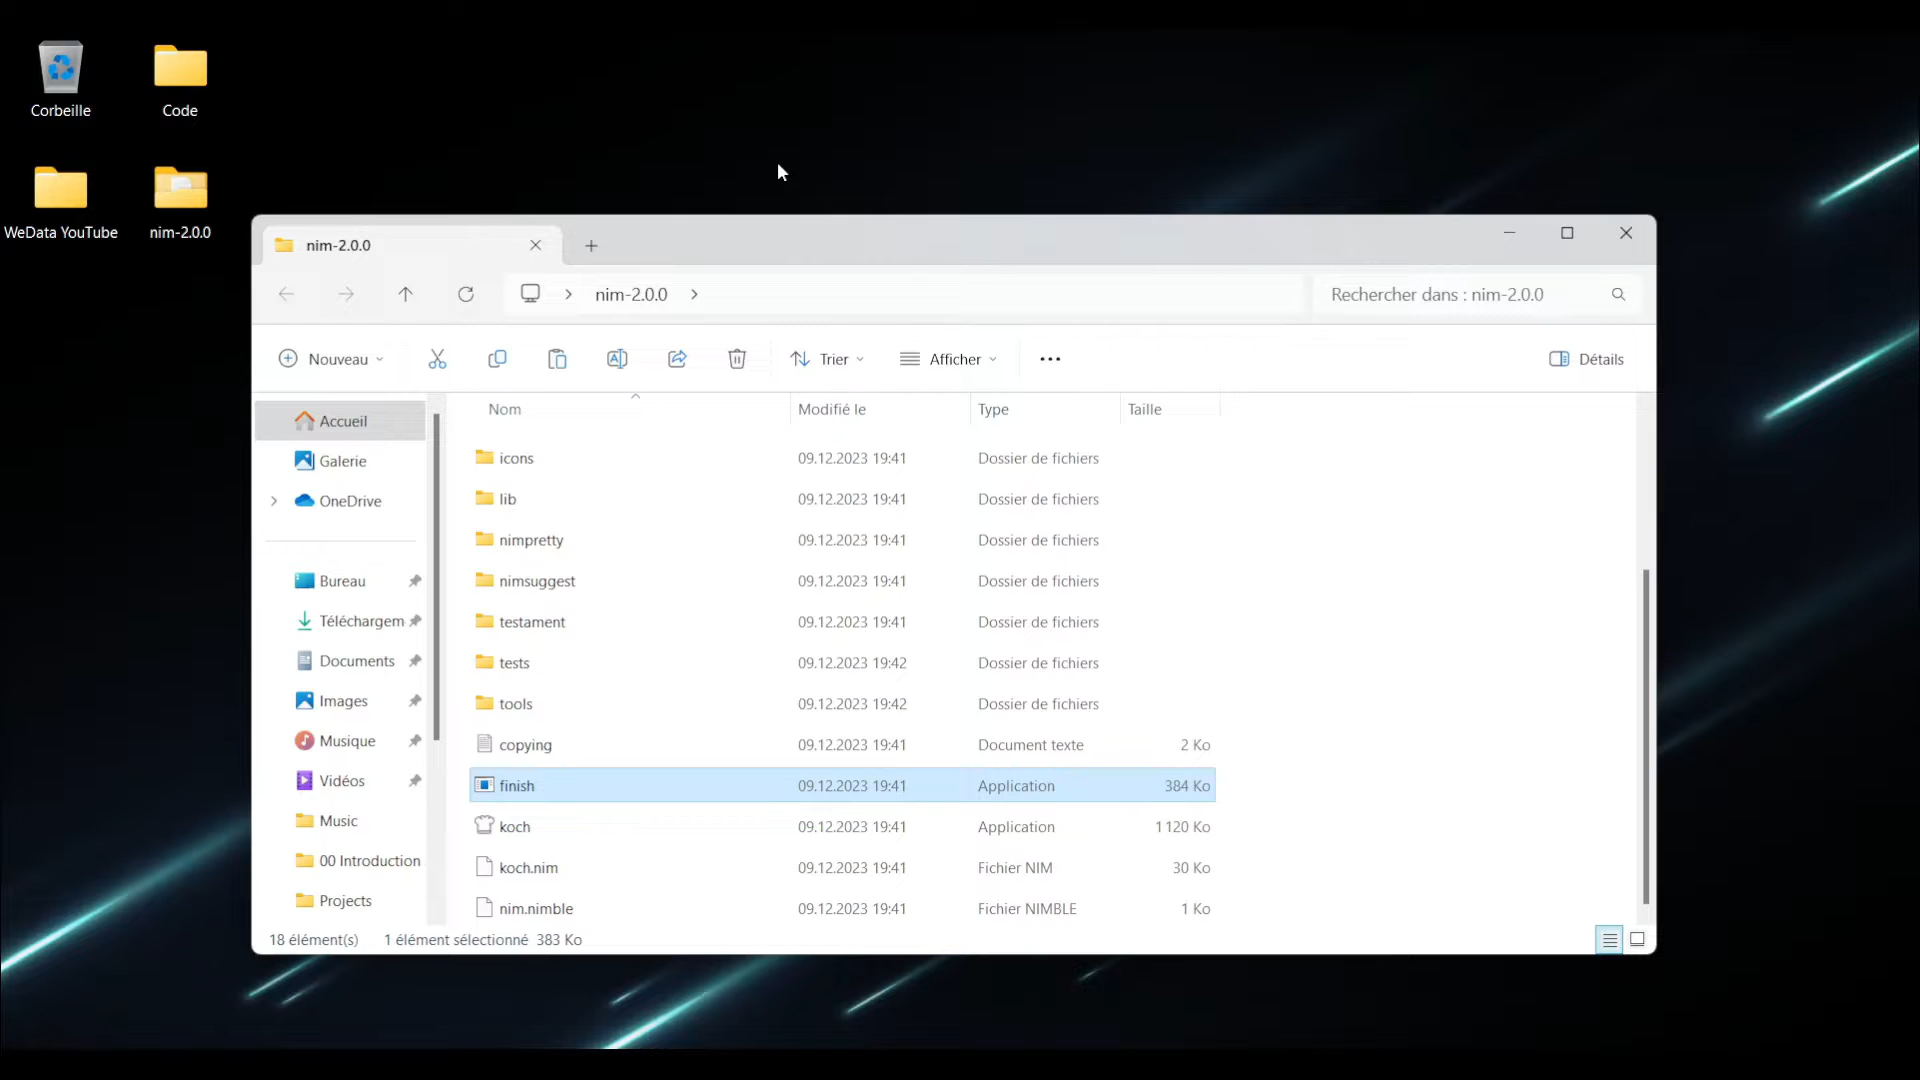 Corbeille
Code
WeData YouTube
nim-2.0.0
nim-2.0.0
nim-2.0.0
Rechercher dans : nim-2.0.0
Nouveau
Trier
Afficher
Détails
Accueil
Galerie
OneDrive
Bureau
Téléchargem
Documents
Images
Musique
Vidéos
Music
00 Introduction
Projects
Nom Modifié le Type Taille
icons 09.12.2023 19:41 Dossier de fichiers
lib 09.12.2023 19:41 Dossier de fichiers
nimpretty 09.12.2023 19:41 Dossier de fichiers
nimsuggest 09.12.2023 19:41 Dossier de fichiers
testament 09.12.2023 19:41 Dossier de fichiers
tests 09.12.2023 19:42 Dossier de fichiers
tools 09.12.2023 19:42 Dossier de fichiers
copying 09.12.2023 19:41 Document texte 2 Ko
finish 09.12.2023 19:41 Application 384 Ko
koch 09.12.2023 19:41 Application 1 120 Ko
koch.nim 09.12.2023 19:41 Fichier NIM 30 Ko
nim.nimble 09.12.2023 19:41 Fichier NIMBLE 1 Ko
18 élément(s) 1 élément sélectionné 383 Ko